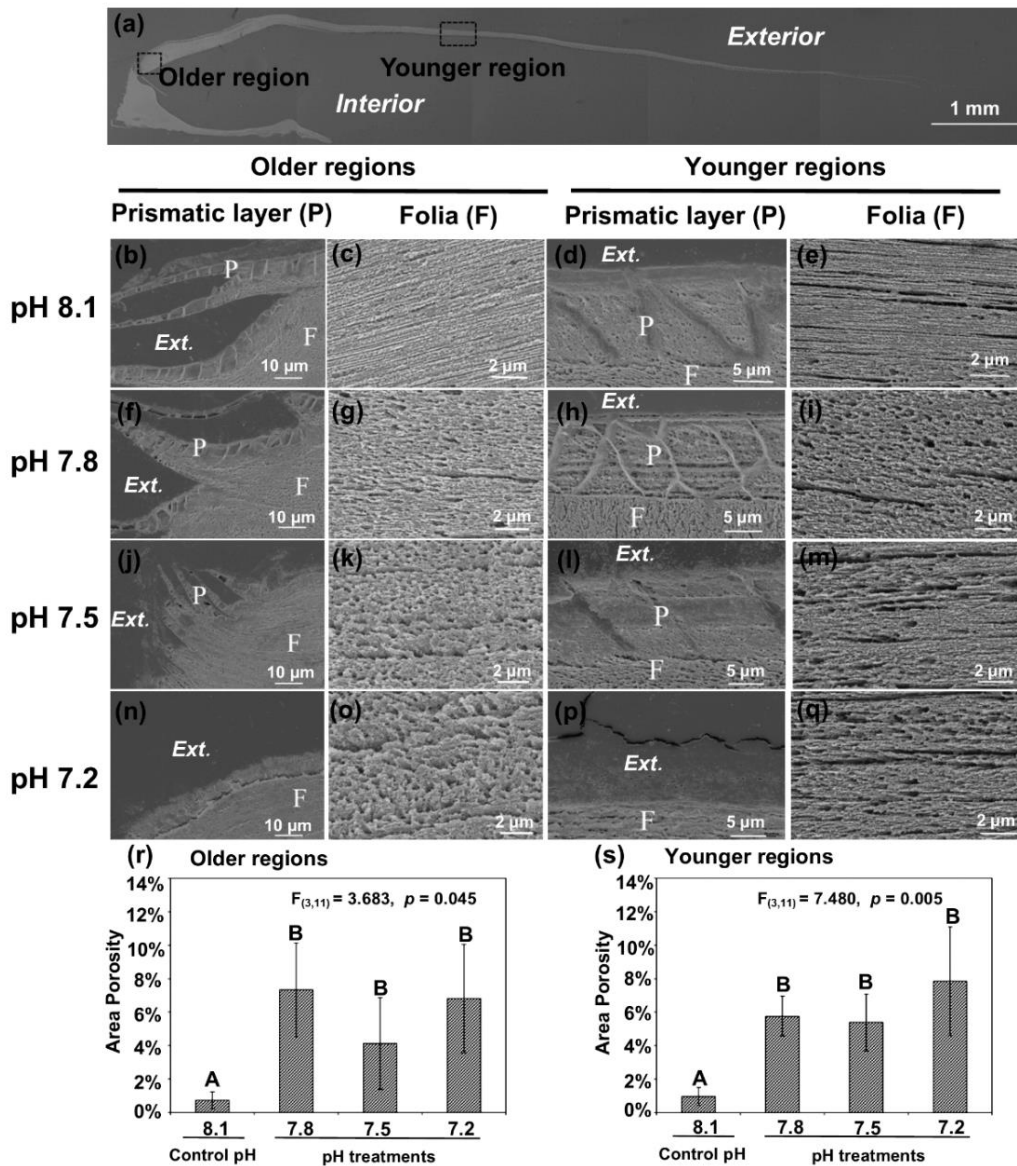 (a)
Exterior
Older region
Younger region
Interior
1 mm
Older regions
Younger regions
Prismatic layer (P)
Folia (F)
Prismatic layer (P)
Folia (F)
pH 8.1
(b)
P
Ext.
F
10 µm
(c)
2 µm
(d)
Ext.
P
F
5 µm
(e)
2 µm
pH 7.8
(f)
P
Ext.
F
10 µm
(g)
2 µm
(h)
Ext.
P
F
5 µm
(i)
2 µm
pH 7.5
(j)
P
Ext.
F
10 µm
(k)
2 µm
(l)
Ext.
P
F
5 µm
(m)
2 µm
pH 7.2
(n)
Ext.
F
10 µm
(o)
2 µm
(p)
Ext.
F
5 µm
(q)
2 µm
(r) Older regions
14%
12%
10%
8%
6%
4%
2%
0%
Area Porosity
F(3,11) = 3.683, p = 0.045
A
B
B
B
8.1 7.8 7.5 7.2
Control pH pH treatments
(s) Younger regions
14%
12%
10%
8%
6%
4%
2%
0%
Area Porosity
F(3,11) = 7.480, p = 0.005
A
B
B
B
8.1 7.8 7.5 7.2
Control pH pH treatments